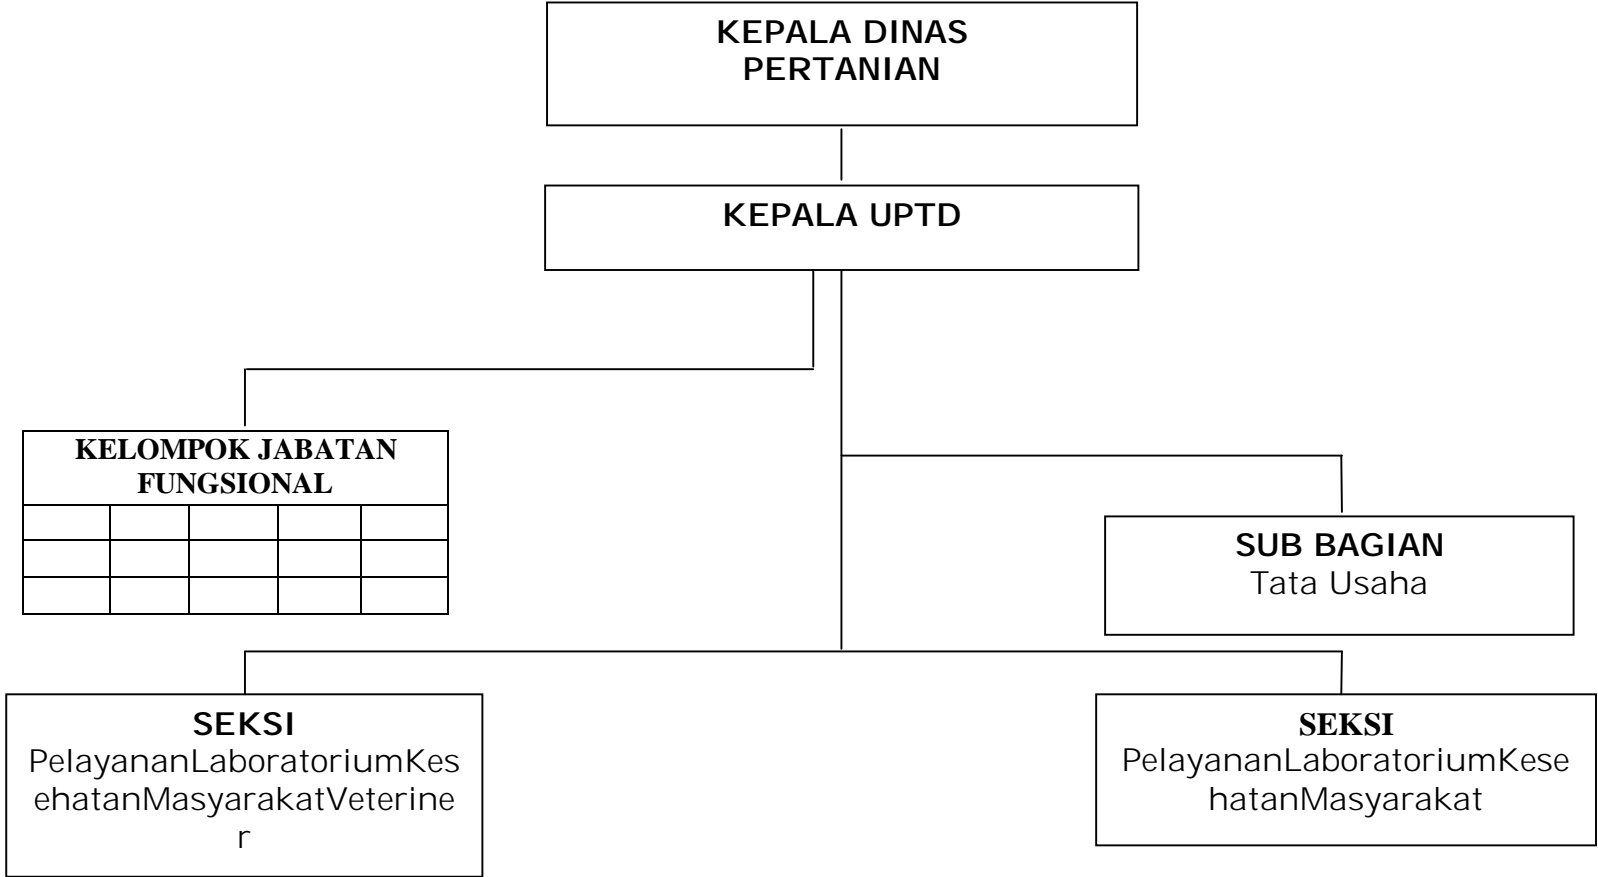 KEPALA DINAS
PERTANIAN
KEPALA UPTD
KELOMPOK JABATAN
FUNGSIONAL
SUB BAGIAN
Tata Usaha
SEKSI
PelayananLaboratoriumKes
ehatanMasyarakatVeterine
r
SEKSI
PelayananLaboratoriumKese
hatanMasyarakat